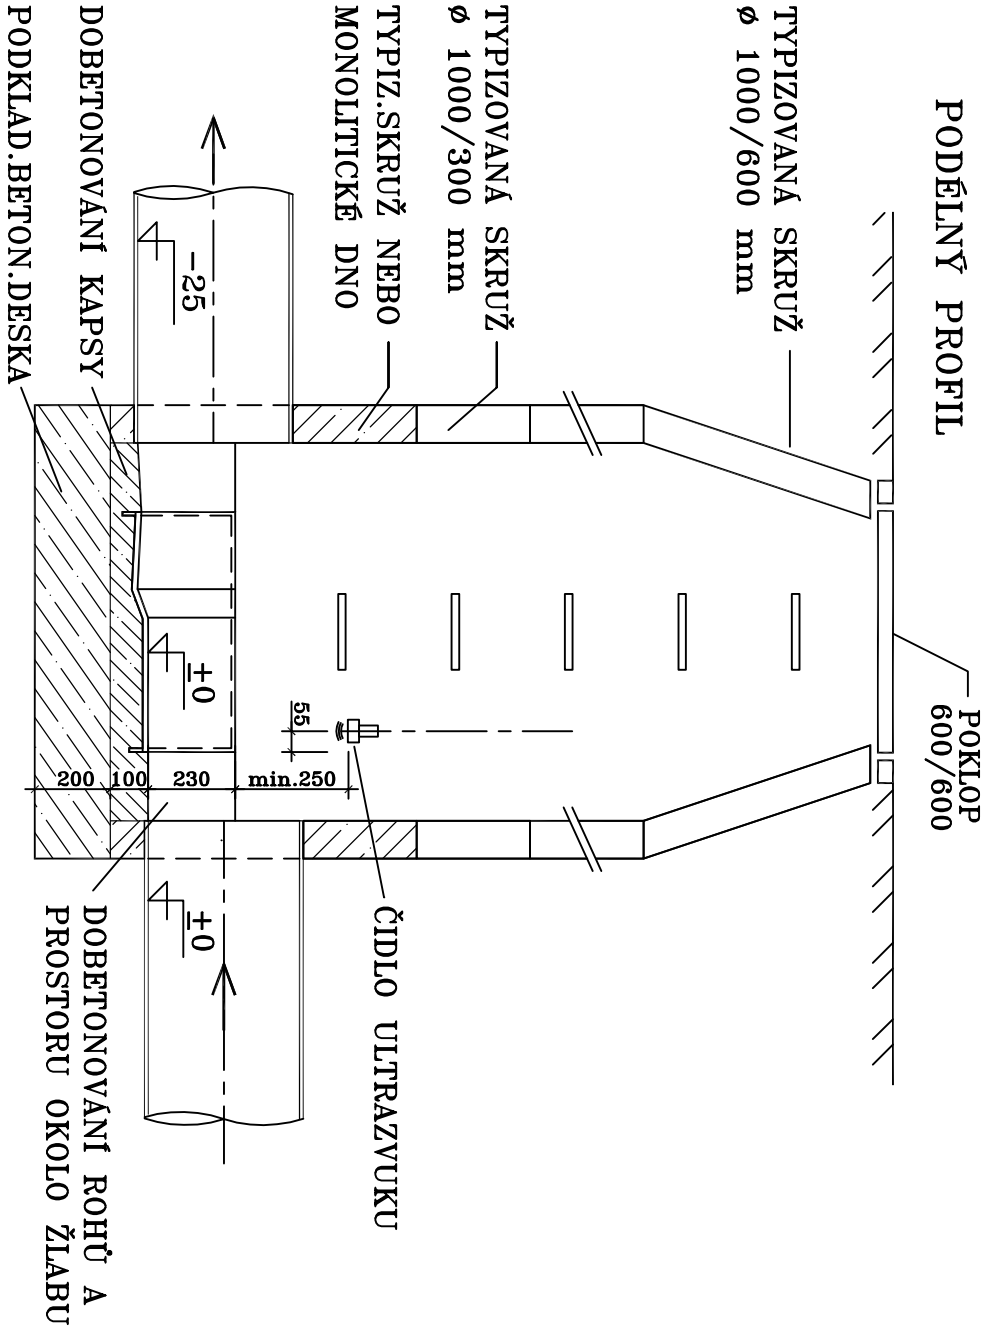 PODÉLNÝ PROFIL
POKLOP
600/600
TYPIZOVANÁ SKRUŽ
ø 1000/600 mm
TYPIZOVANÁ SKRUŽ
ø 1000/300 mm
TYPIZ.SKRUŽ NEBO
MONOLITICKÉ DNO
-25
DOBETONOVÁNÍ KAPSY
PODKLAD.BETON.DESKA
±0
55
200
100
230
min.250
ČIDLO ULTRAZVUKU
±0
DOBETONOVÁNÍ ROHŮ A
PROSTORU OKOLO ŽLABU